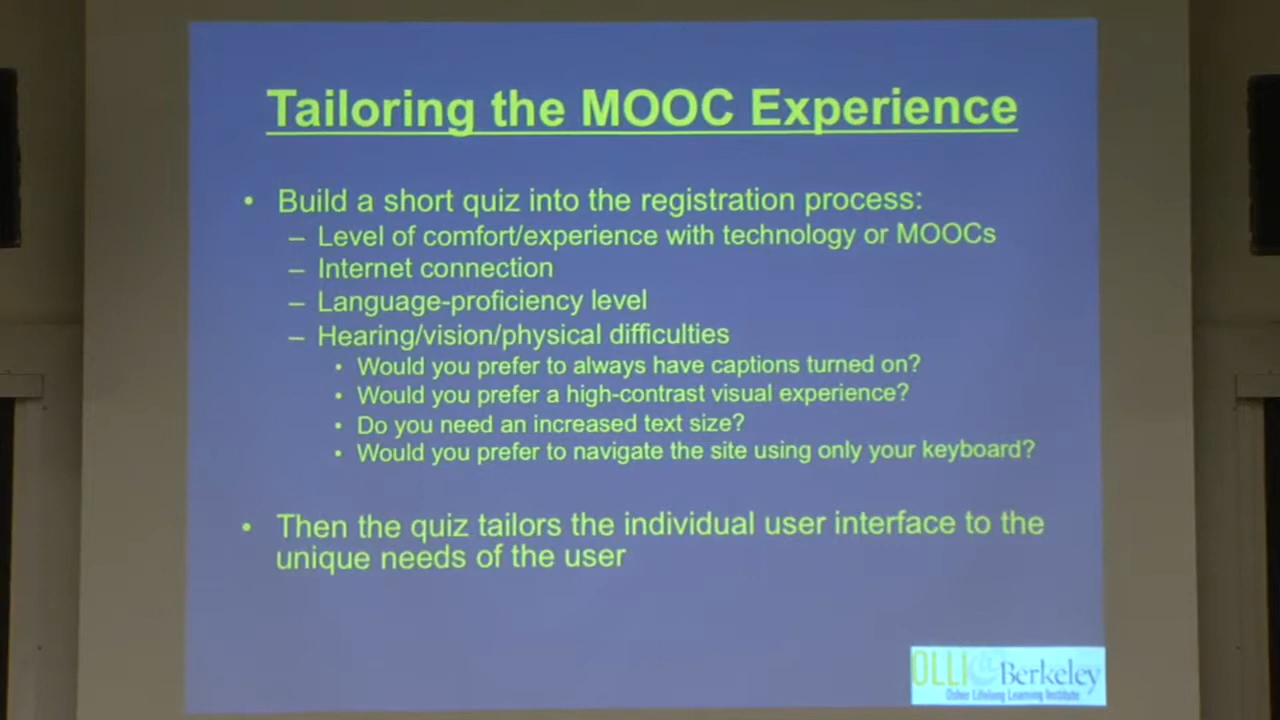 Tailoring the MOOC Experience
• Build a short quiz into the registration process:
– Level of comfort/experience with technology or MOOCs
– Internet connection
– Language-proficiency level
– Hearing/vision/physical difficulties
• Would you prefer to always have captions turned on?
• Would you prefer a high-contrast visual experience?
• Do you need an increased text size?
• Would you prefer to navigate the site using only your keyboard?
• Then the quiz tailors the individual user interface to the
unique needs of the user
OLLI@Berkeley
Osher Lifelong Learning Institute